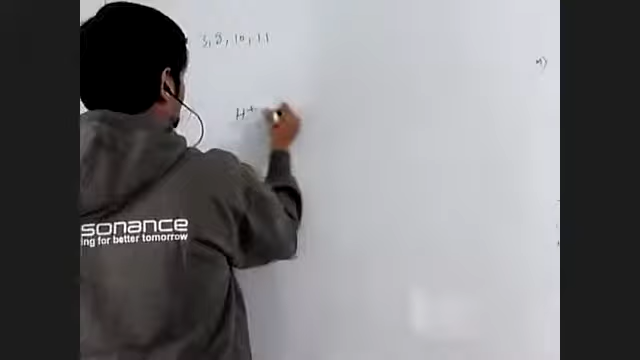 3, 8, 10, 11
H+
sonance
ing for better tomorrow